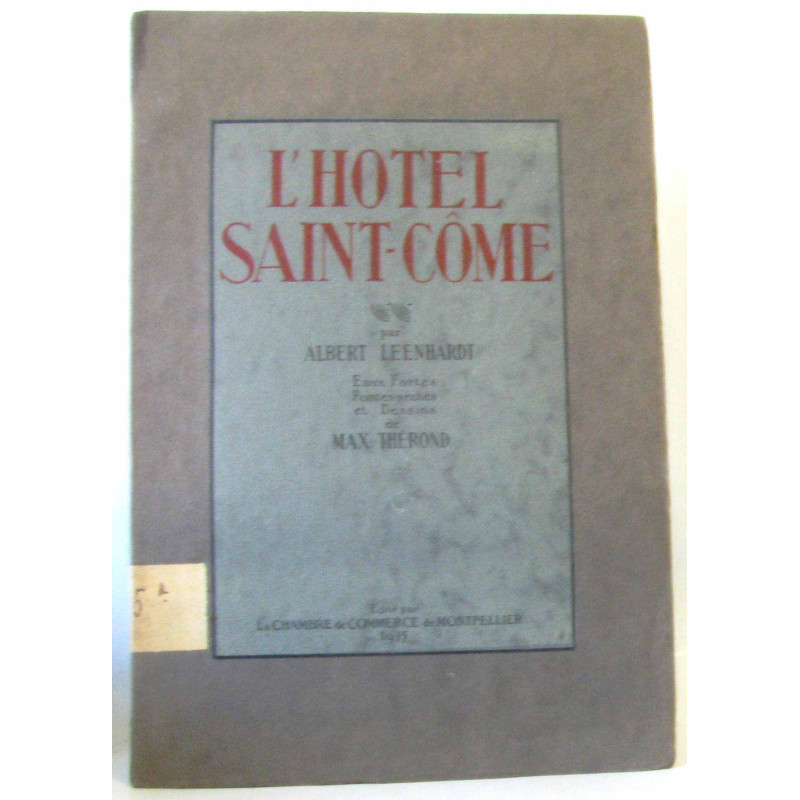 L'HOTEL
SAINT-CÔME
par
ALBERT LEENHARDT
Eaux Fortes
Pointes-sèches
et Dessins
de
MAX THEROND
Edité par
La CHAMBRE de COMMERCE de MONTPELLIER
5